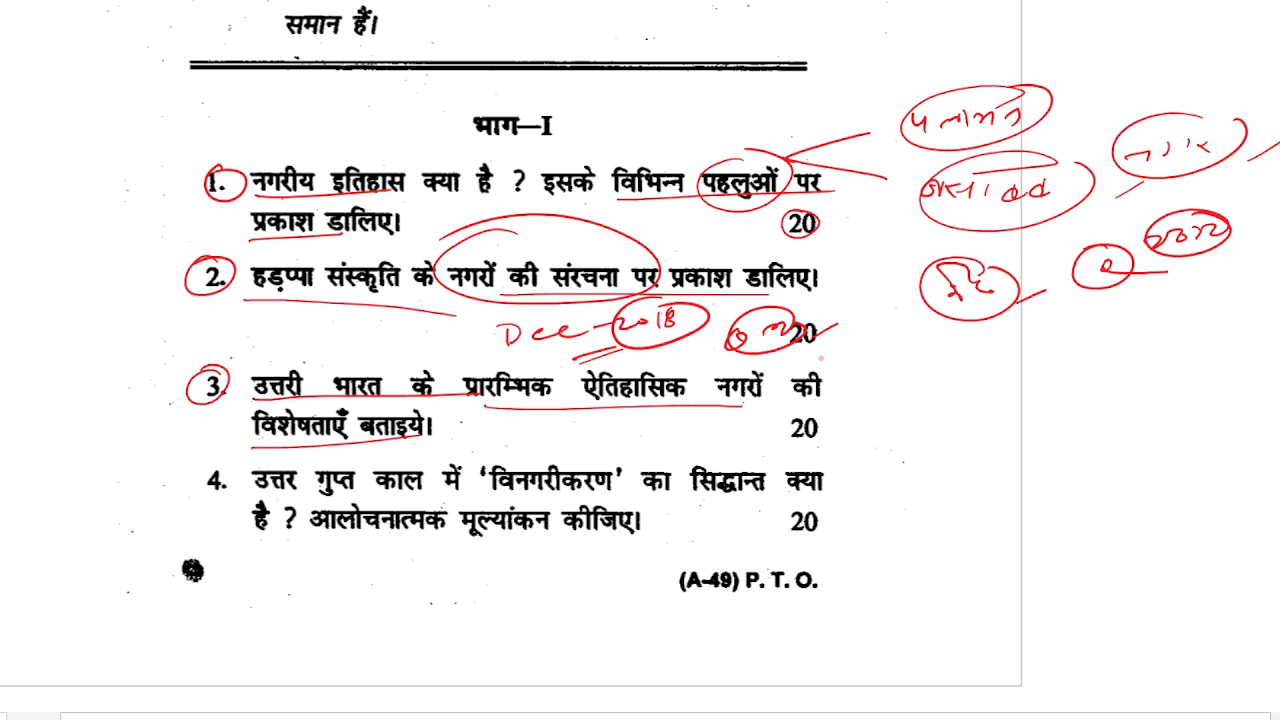 समान हैं।
भाग—I
1. नगरीय इतिहास क्या है ? इसके विभिन्न पहलुओं पर
प्रकाश डालिए। 20
2. हड़प्पा संस्कृति के नगरों की संरचना पर प्रकाश डालिए।
Dec - 2018 20
3. उत्तरी भारत के प्रारम्भिक ऐतिहासिक नगरों की
विशेषताएँ बताइये। 20
4. उत्तर गुप्त काल में ‘विनगरीकरण’ का सिद्धान्त क्या
है ? आलोचनात्मक मूल्यांकन कीजिए। 20
(A-49) P. T. O.